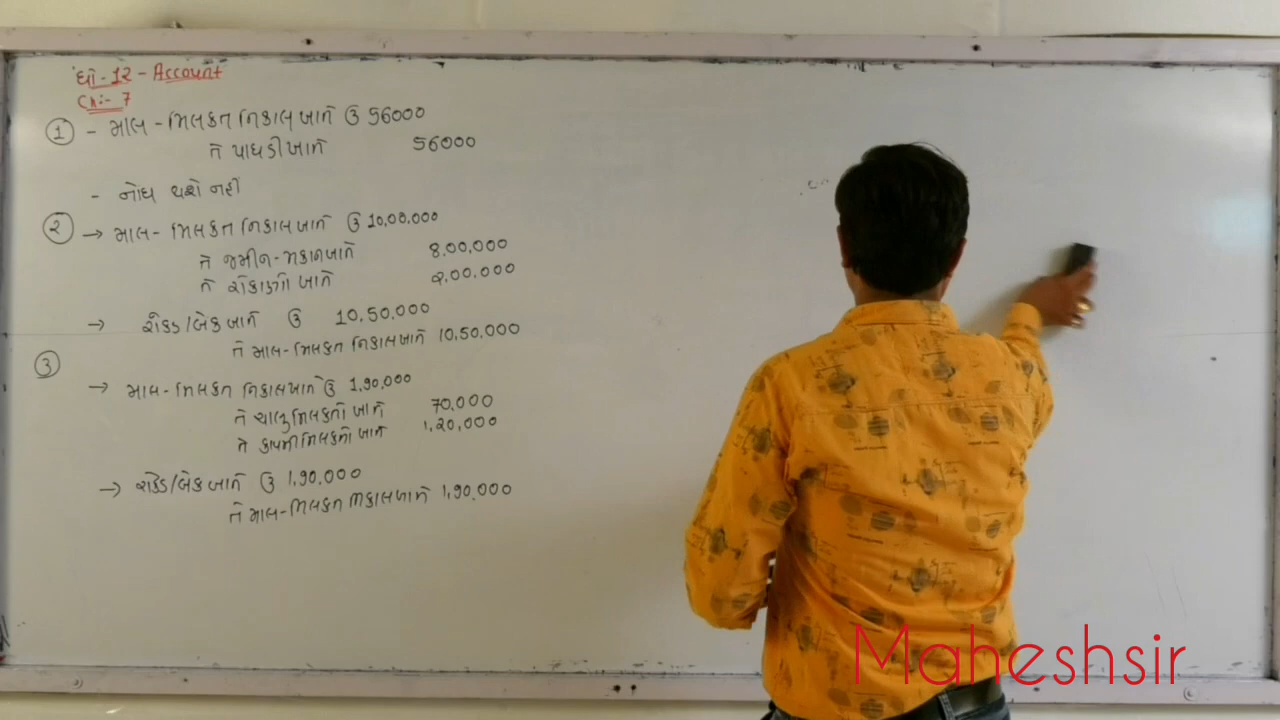 ધો - 12 - Account
Ch:- 7
1 - માલ - મિલકત નિકાલ ખાતે ઉ 56000
તે પાઘડી ખાતે 56000
- નોંધ થશે નહીં
૨ → માલ - મિલકત નિકાલ ખાતે ઉ 10,00,000
તે જમીન - મકાન ખાતે 8,00,000
તે રોકાણો ખાતે 2,00,000
→ રોકડ/બેંક ખાતે ઉ 10,50,000
તે માલ - મિલકત નિકાલ ખાતે 10,50,000
૩
→ માલ - મિલકત નિકાલ ખાતે ઉ 1,90,000
તે ચાલુ મિલકતો ખાતે 70,000
તે કાયમી મિલકતો ખાતે 1,20,000
→ રોકડ/બેંક ખાતે ઉ 1,90,000
તે માલ - મિલકત નિકાલ ખાતે 1,90,000
Maheshsir